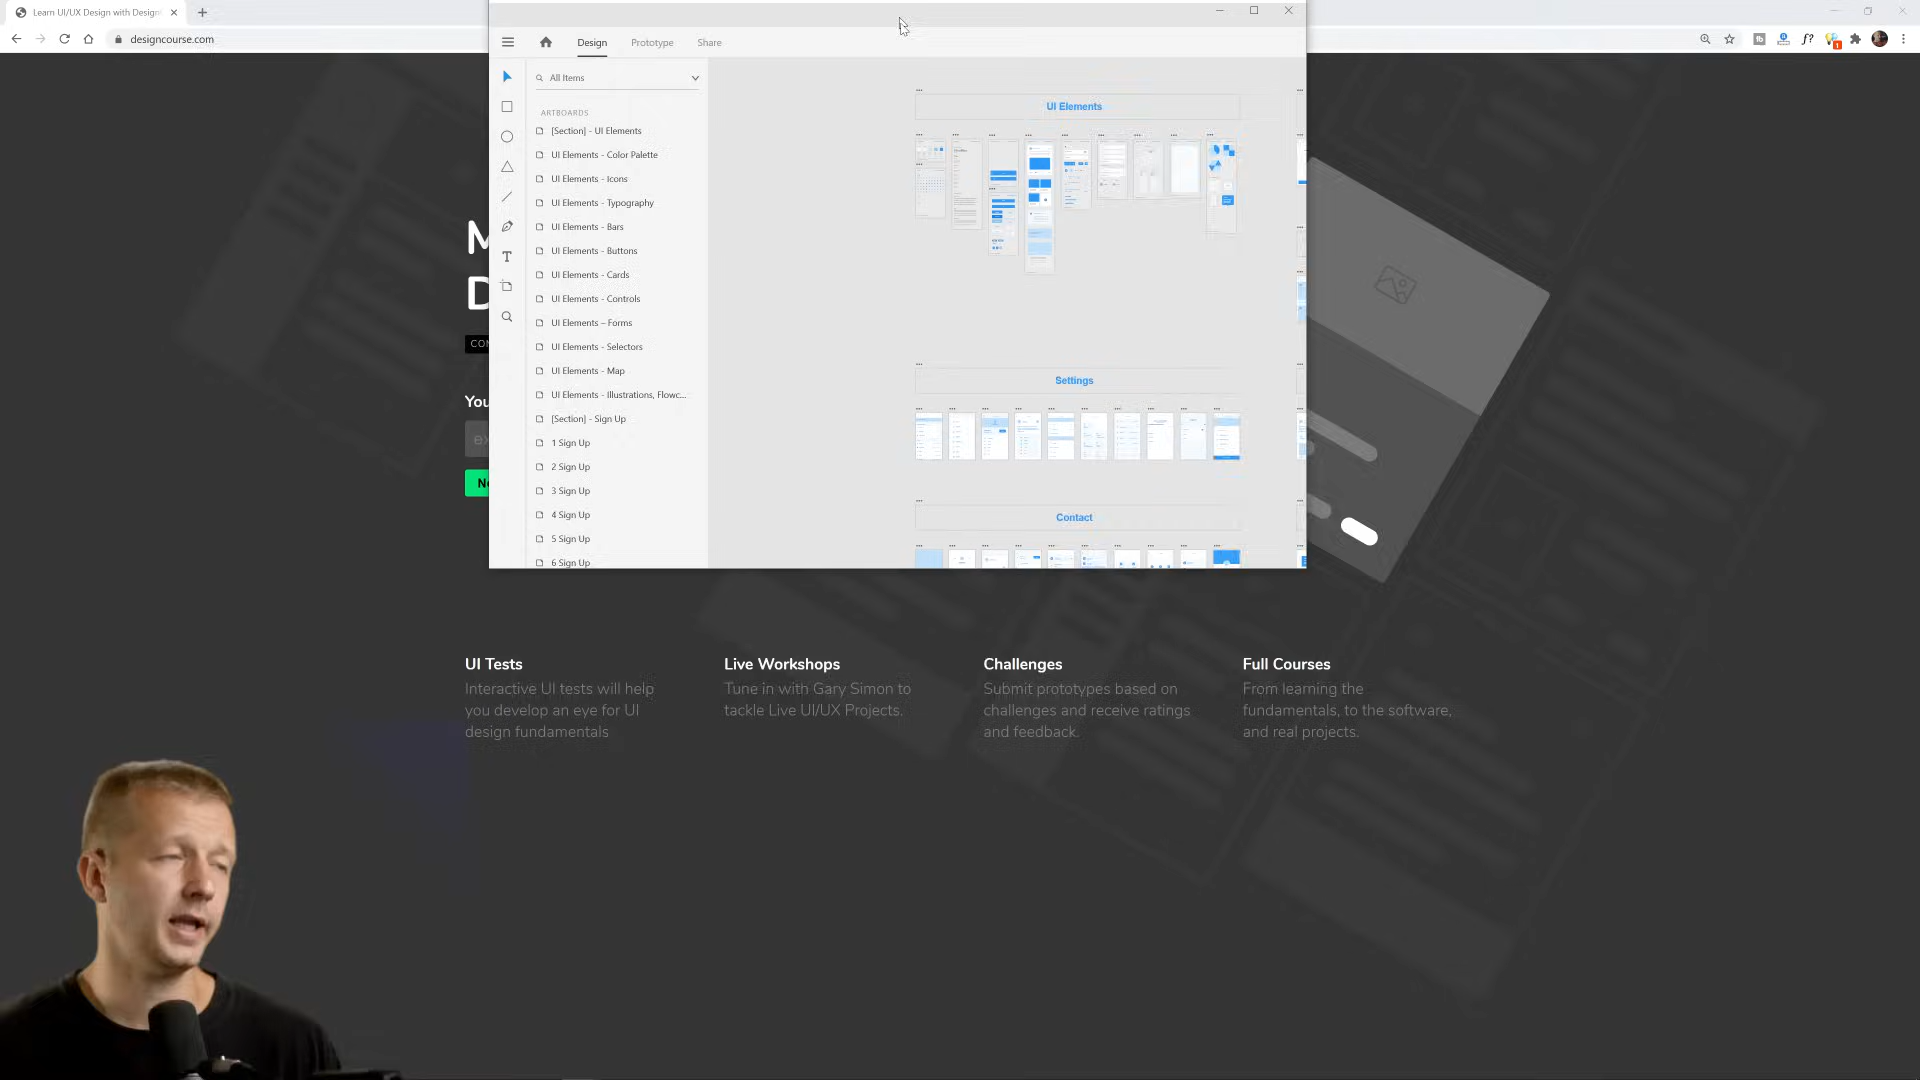 Learn UI/UX Design with Design
designcourse.com
Design
Prototype
Share
All Items
ARTBOARDS
[Section] - UI Elements
UI Elements - Color Palette
UI Elements - Icons
UI Elements - Typography
UI Elements - Bars
UI Elements - Buttons
UI Elements - Cards
UI Elements - Controls
UI Elements – Forms
UI Elements - Selectors
UI Elements - Map
UI Elements - Illustrations, Flowc...
[Section] - Sign Up
1 Sign Up
2 Sign Up
3 Sign Up
4 Sign Up
5 Sign Up
6 Sign Up
UI Elements
Settings
Contact
M
D
CON
You
ex
No
UI Tests
Interactive UI tests will help
you develop an eye for UI
design fundamentals
Live Workshops
Tune in with Gary Simon to
tackle Live UI/UX Projects.
Challenges
Submit prototypes based on
challenges and receive ratings
and feedback.
Full Courses
From learning the
fundamentals, to the software,
and real projects.